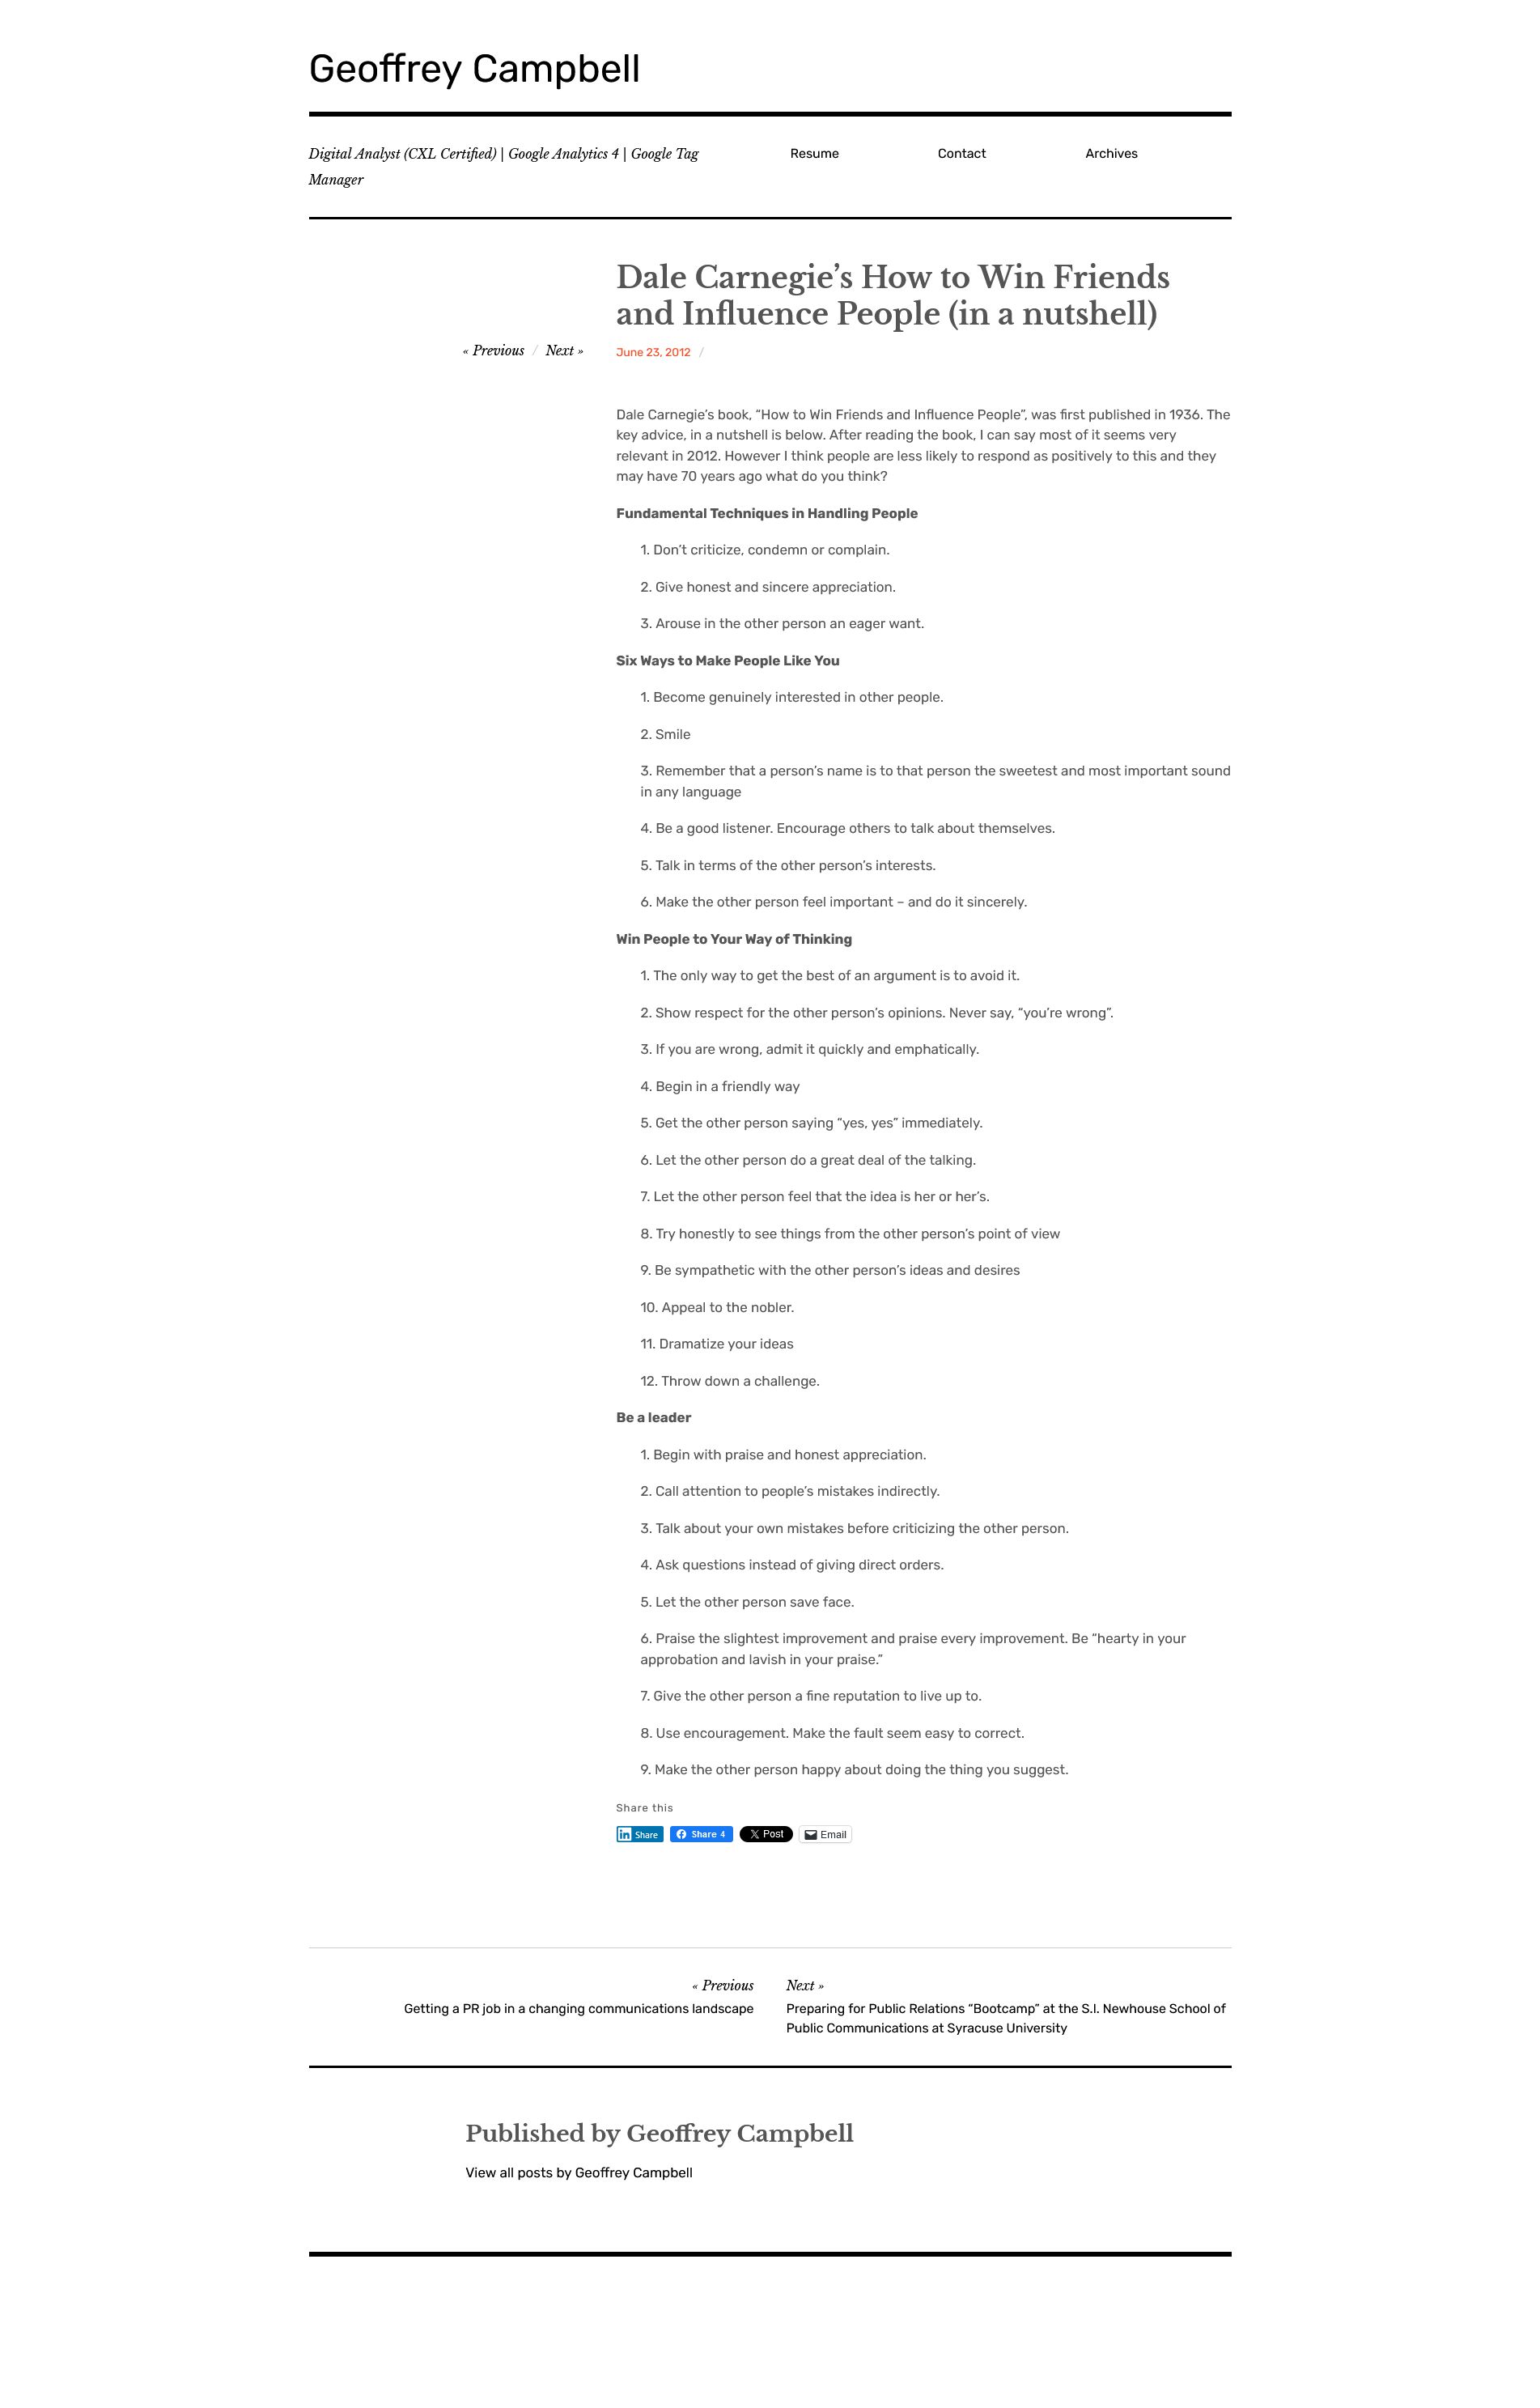 Geoffrey Campbell
Digital Analyst (CXL Certified) | Google Analytics 4 | Google Tag
Manager
Resume
Contact
Archives
Dale Carnegie’s How to Win Friends
and Influence People (in a nutshell)
« Previous / Next »
June 23, 2012 /
Dale Carnegie’s book, “How to Win Friends and Influence People”, was first published in 1936. The
key advice, in a nutshell is below. After reading the book, I can say most of it seems very
relevant in 2012. However I think people are less likely to respond as positively to this and they
may have 70 years ago what do you think?
Fundamental Techniques in Handling People
1. Don’t criticize, condemn or complain.
2. Give honest and sincere appreciation.
3. Arouse in the other person an eager want.
Six Ways to Make People Like You
1. Become genuinely interested in other people.
2. Smile
3. Remember that a person’s name is to that person the sweetest and most important sound
in any language
4. Be a good listener. Encourage others to talk about themselves.
5. Talk in terms of the other person’s interests.
6. Make the other person feel important – and do it sincerely.
Win People to Your Way of Thinking
1. The only way to get the best of an argument is to avoid it.
2. Show respect for the other person’s opinions. Never say, “you’re wrong”.
3. If you are wrong, admit it quickly and emphatically.
4. Begin in a friendly way
5. Get the other person saying “yes, yes” immediately.
6. Let the other person do a great deal of the talking.
7. Let the other person feel that the idea is her or her’s.
8. Try honestly to see things from the other person’s point of view
9. Be sympathetic with the other person’s ideas and desires
10. Appeal to the nobler.
11. Dramatize your ideas
12. Throw down a challenge.
Be a leader
1. Begin with praise and honest appreciation.
2. Call attention to people’s mistakes indirectly.
3. Talk about your own mistakes before criticizing the other person.
4. Ask questions instead of giving direct orders.
5. Let the other person save face.
6. Praise the slightest improvement and praise every improvement. Be “hearty in your
approbation and lavish in your praise.”
7. Give the other person a fine reputation to live up to.
8. Use encouragement. Make the fault seem easy to correct.
9. Make the other person happy about doing the thing you suggest.
Share this
in Share
Share 4
X Post
Email
« Previous
Getting a PR job in a changing communications landscape
Next »
Preparing for Public Relations “Bootcamp” at the S.I. Newhouse School of
Public Communications at Syracuse University
Published by Geoffrey Campbell
View all posts by Geoffrey Campbell